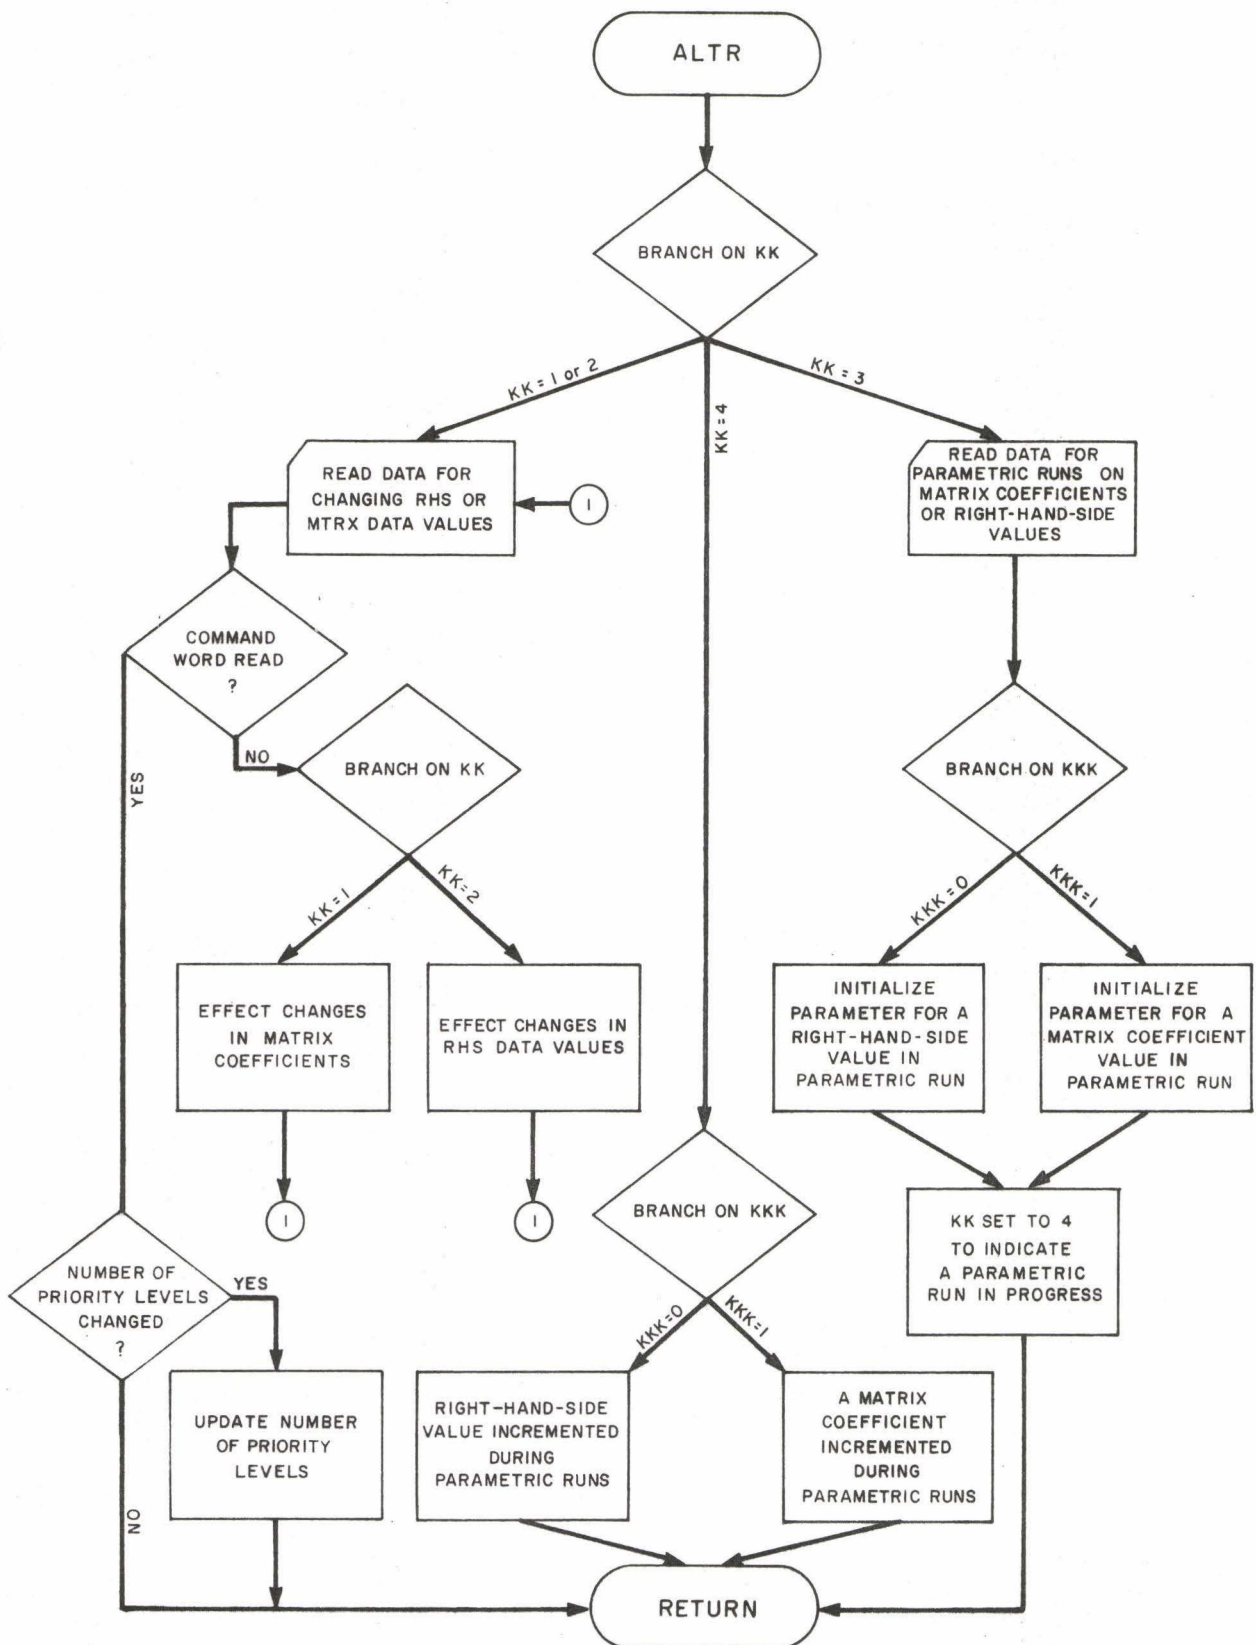 ALTR
BRANCH ON KK
KK=1 or 2
KK=4
KK=3
READ DATA FOR
CHANGING RHS OR
MTRX DATA VALUES
1
READ DATA FOR
PARAMETRIC RUNS ON
MATRIX COEFFICIENTS
OR RIGHT-HAND-SIDE
VALUES
COMMAND
WORD READ
?
NO
YES
BRANCH ON KK
BRANCH ON KKK
KK=1
KK=2
KKK=0
KKK=1
EFFECT CHANGES
IN MATRIX
COEFFICIENTS
EFFECT CHANGES IN
RHS DATA VALUES
INITIALIZE
PARAMETER FOR A
RIGHT-HAND-SIDE
VALUE IN
PARAMETRIC RUN
INITIALIZE
PARAMETER FOR A
MATRIX COEFFICIENT
VALUE IN
PARAMETRIC RUN
1
1
BRANCH ON KKK
KK SET TO 4
TO INDICATE
A PARAMETRIC
RUN IN PROGRESS
NUMBER OF
PRIORITY LEVELS
CHANGED
?
YES
NO
KKK=0
KKK=1
UPDATE NUMBER
OF PRIORITY
LEVELS
RIGHT-HAND-SIDE
VALUE INCREMENTED
DURING
PARAMETRIC RUNS
A MATRIX
COEFFICIENT
INCREMENTED
DURING
PARAMETRIC RUNS
RETURN